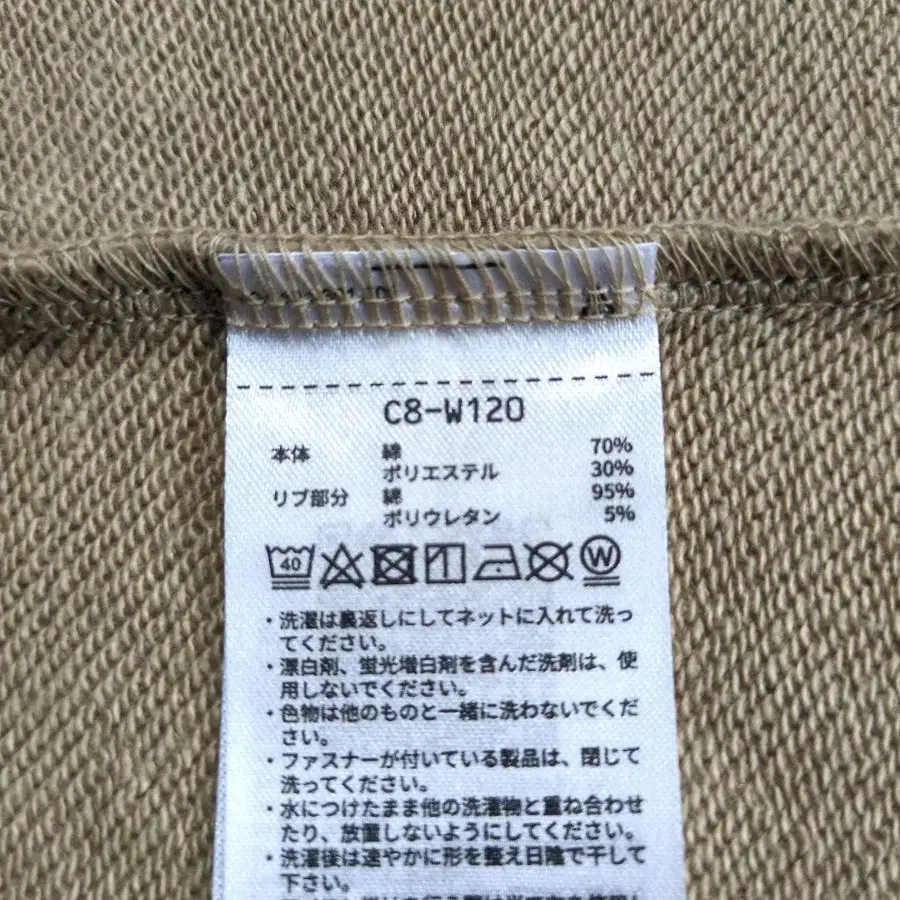 C8-W120
本体 綿 70%
ポリエステル 30%
リブ部分 綿 95%
ポリウレタン 5%
40 W
・洗濯は裏返しにしてネットに入れて洗っ
てください。
・漂白剤、蛍光増白剤を含んだ洗剤は、使
用しないでください。
・色物は他のものと一緒に洗わないでくだ
さい。
・ファスナーが付いている製品は、閉じて
洗ってください。
・水につけたまま他の洗濯物と重ね合わせ
たり、放置しないようにしてください。
・洗濯後は速やかに形を整え日陰で干して
下さい。